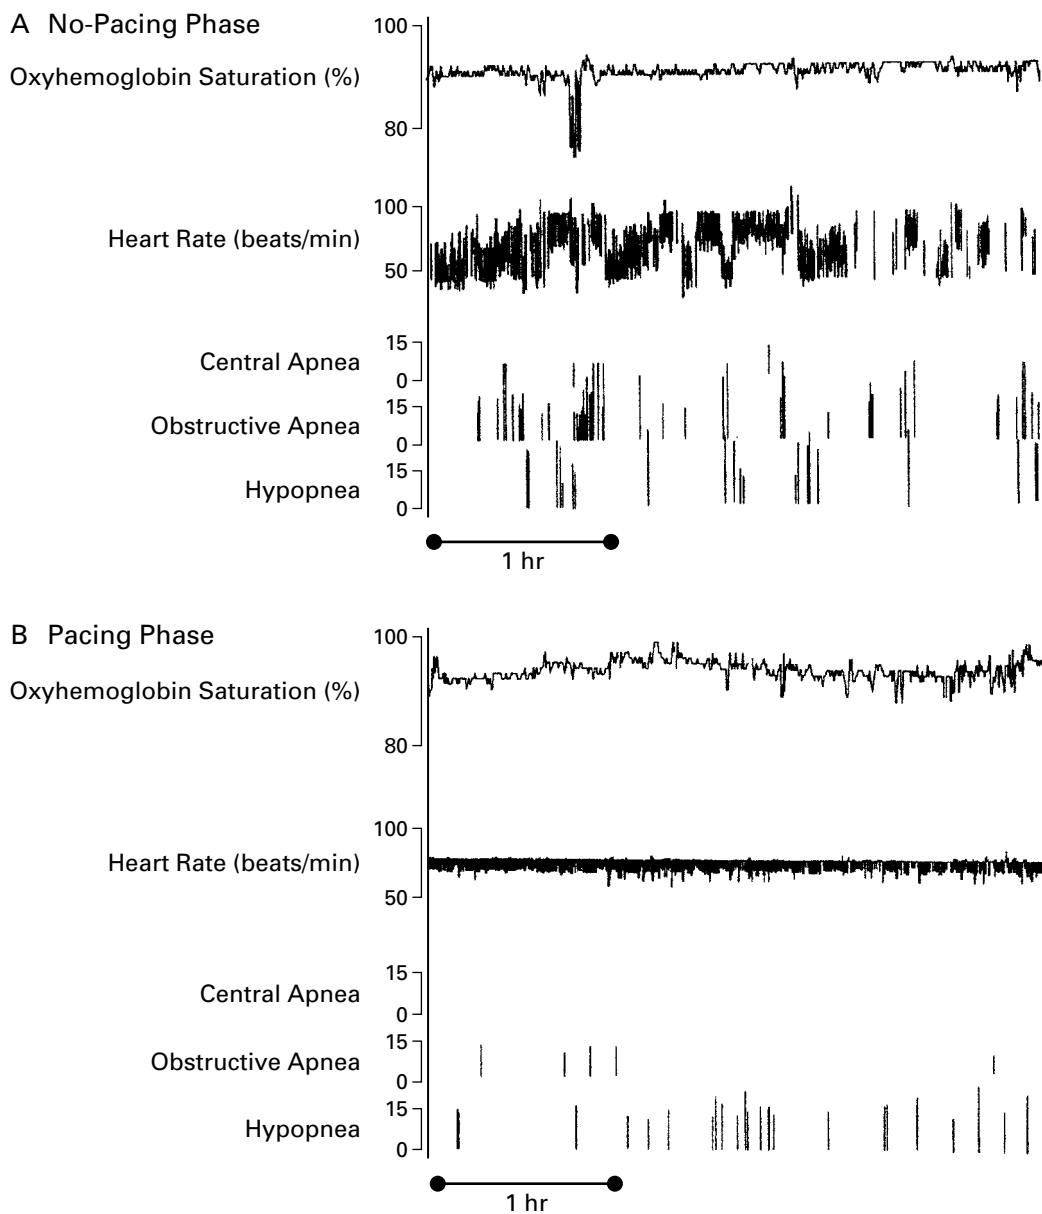 A No-Pacing Phase
100
Oxyhemoglobin Saturation (%)
80
100
Heart Rate (beats/min)
50
15
Central Apnea
0
15
Obstructive Apnea
0
15
Hypopnea
0
1 hr
B Pacing Phase
100
Oxyhemoglobin Saturation (%)
80
100
Heart Rate (beats/min)
50
15
Central Apnea
0
15
Obstructive Apnea
0
15
Hypopnea
0
1 hr